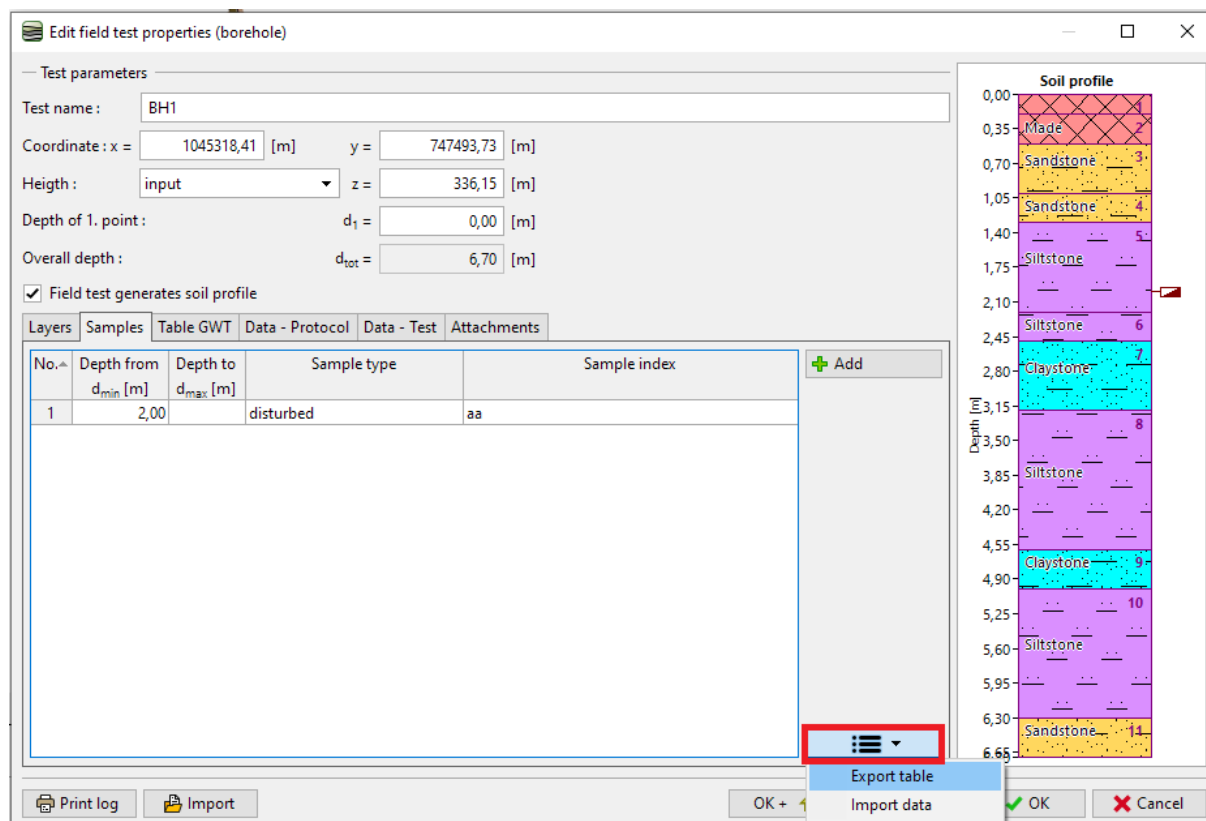 Edit field test properties (borehole)
Test parameters
Test name : BH1
Coordinate : x = 1045318,41 [m] y = 747493,73 [m]
Heigth : input z = 336,15 [m]
Depth of 1. point : d1 = 0,00 [m]
Overall depth : dtot = 6,70 [m]
Field test generates soil profile
Layers Samples Table GWT Data - Protocol Data - Test Attachments
No. Depth from Depth to Sample type Sample index
dmin [m] dmax [m]
1 2,00 disturbed aa
Add
Export table
Import data
Print log Import OK + OK Cancel
Soil profile
Depth [m]
0,00
1
0,35 Made 2
0,70 Sandstone 3
1,05
Sandstone 4
1,40 5
Siltstone
1,75
2,10
Siltstone 6
2,45
7
2,80 Claystone
3,15
8
3,50
3,85 Siltstone
4,20
4,55
Claystone 9
4,90
10
5,25
5,60 Siltstone
5,95
6,30
Sandstone 11
6,65